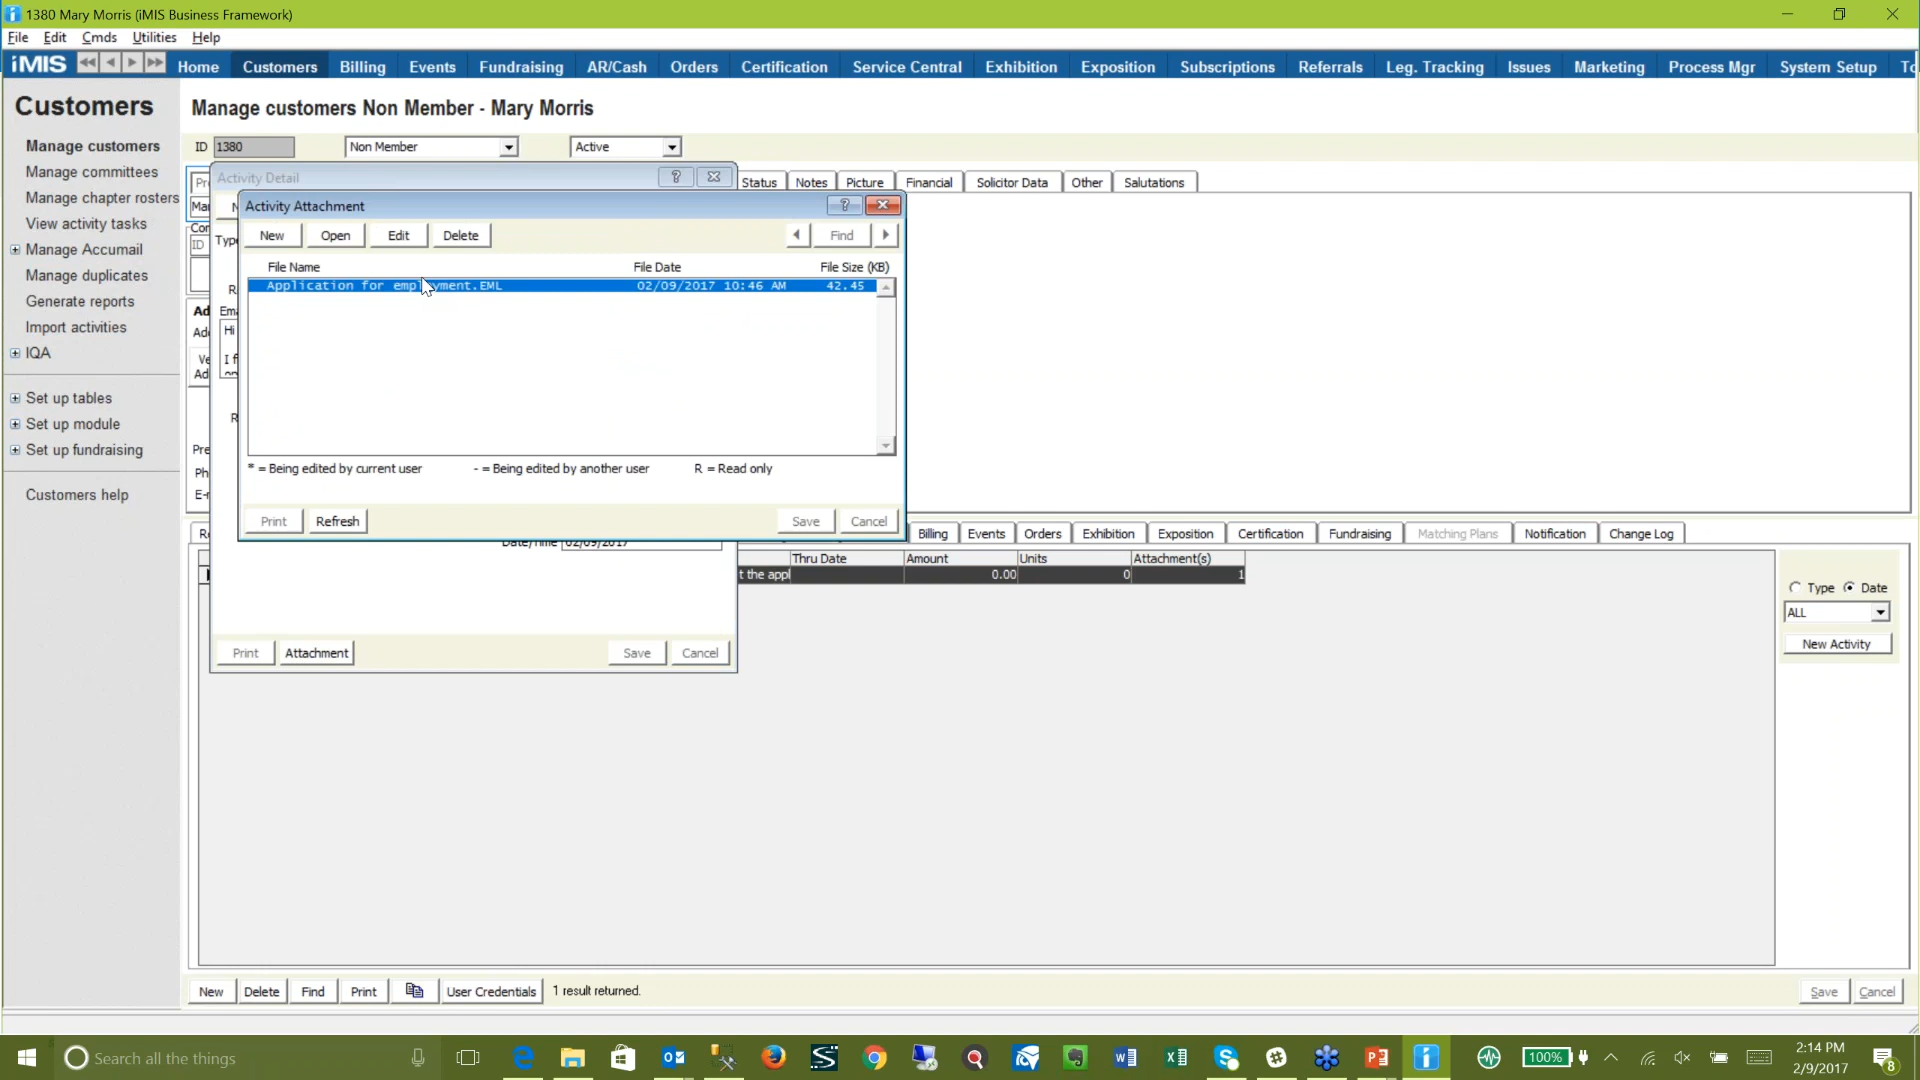 1380 Mary Morris (iMIS Business Framework)
File Edit Cmds Utilities Help
iMIS Home Customers Billing Events Fundraising AR/Cash Orders Certification Service Central Exhibition Exposition Subscriptions Referrals Leg. Tracking Issues Marketing Process Mgr System Setup
Customers
Manage customers
Manage committees
Manage chapter rosters
View activity tasks
Manage Accumail
Manage duplicates
Generate reports
Import activities
IQA
Set up tables
Set up module
Set up fundraising
Customers help
Manage customers Non Member - Mary Morris
ID 1380 Non Member Active
Status Notes Picture Financial Solicitor Data Other Salutations
Activity Detail ?
Activity Attachment ?
New Open Edit Delete Find
File Name File Date File Size (KB)
Application for employment.EML 02/09/2017 10:46 AM 42.45
* = Being edited by current user - = Being edited by another user R = Read only
Print Refresh Save Cancel
Date/Time 02/09/2017
Print Attachment Save Cancel
Billing Events Orders Exhibition Exposition Certification Fundraising Matching Plans Notification Change Log
Thru Date Amount Units Attachment(s)
t the appl 0.00 0 1
Type Date
ALL
New Activity
New Delete Find Print User Credentials 1 result returned.
Save Cancel
Search all the things
100%
2:14 PM
2/9/2017
8